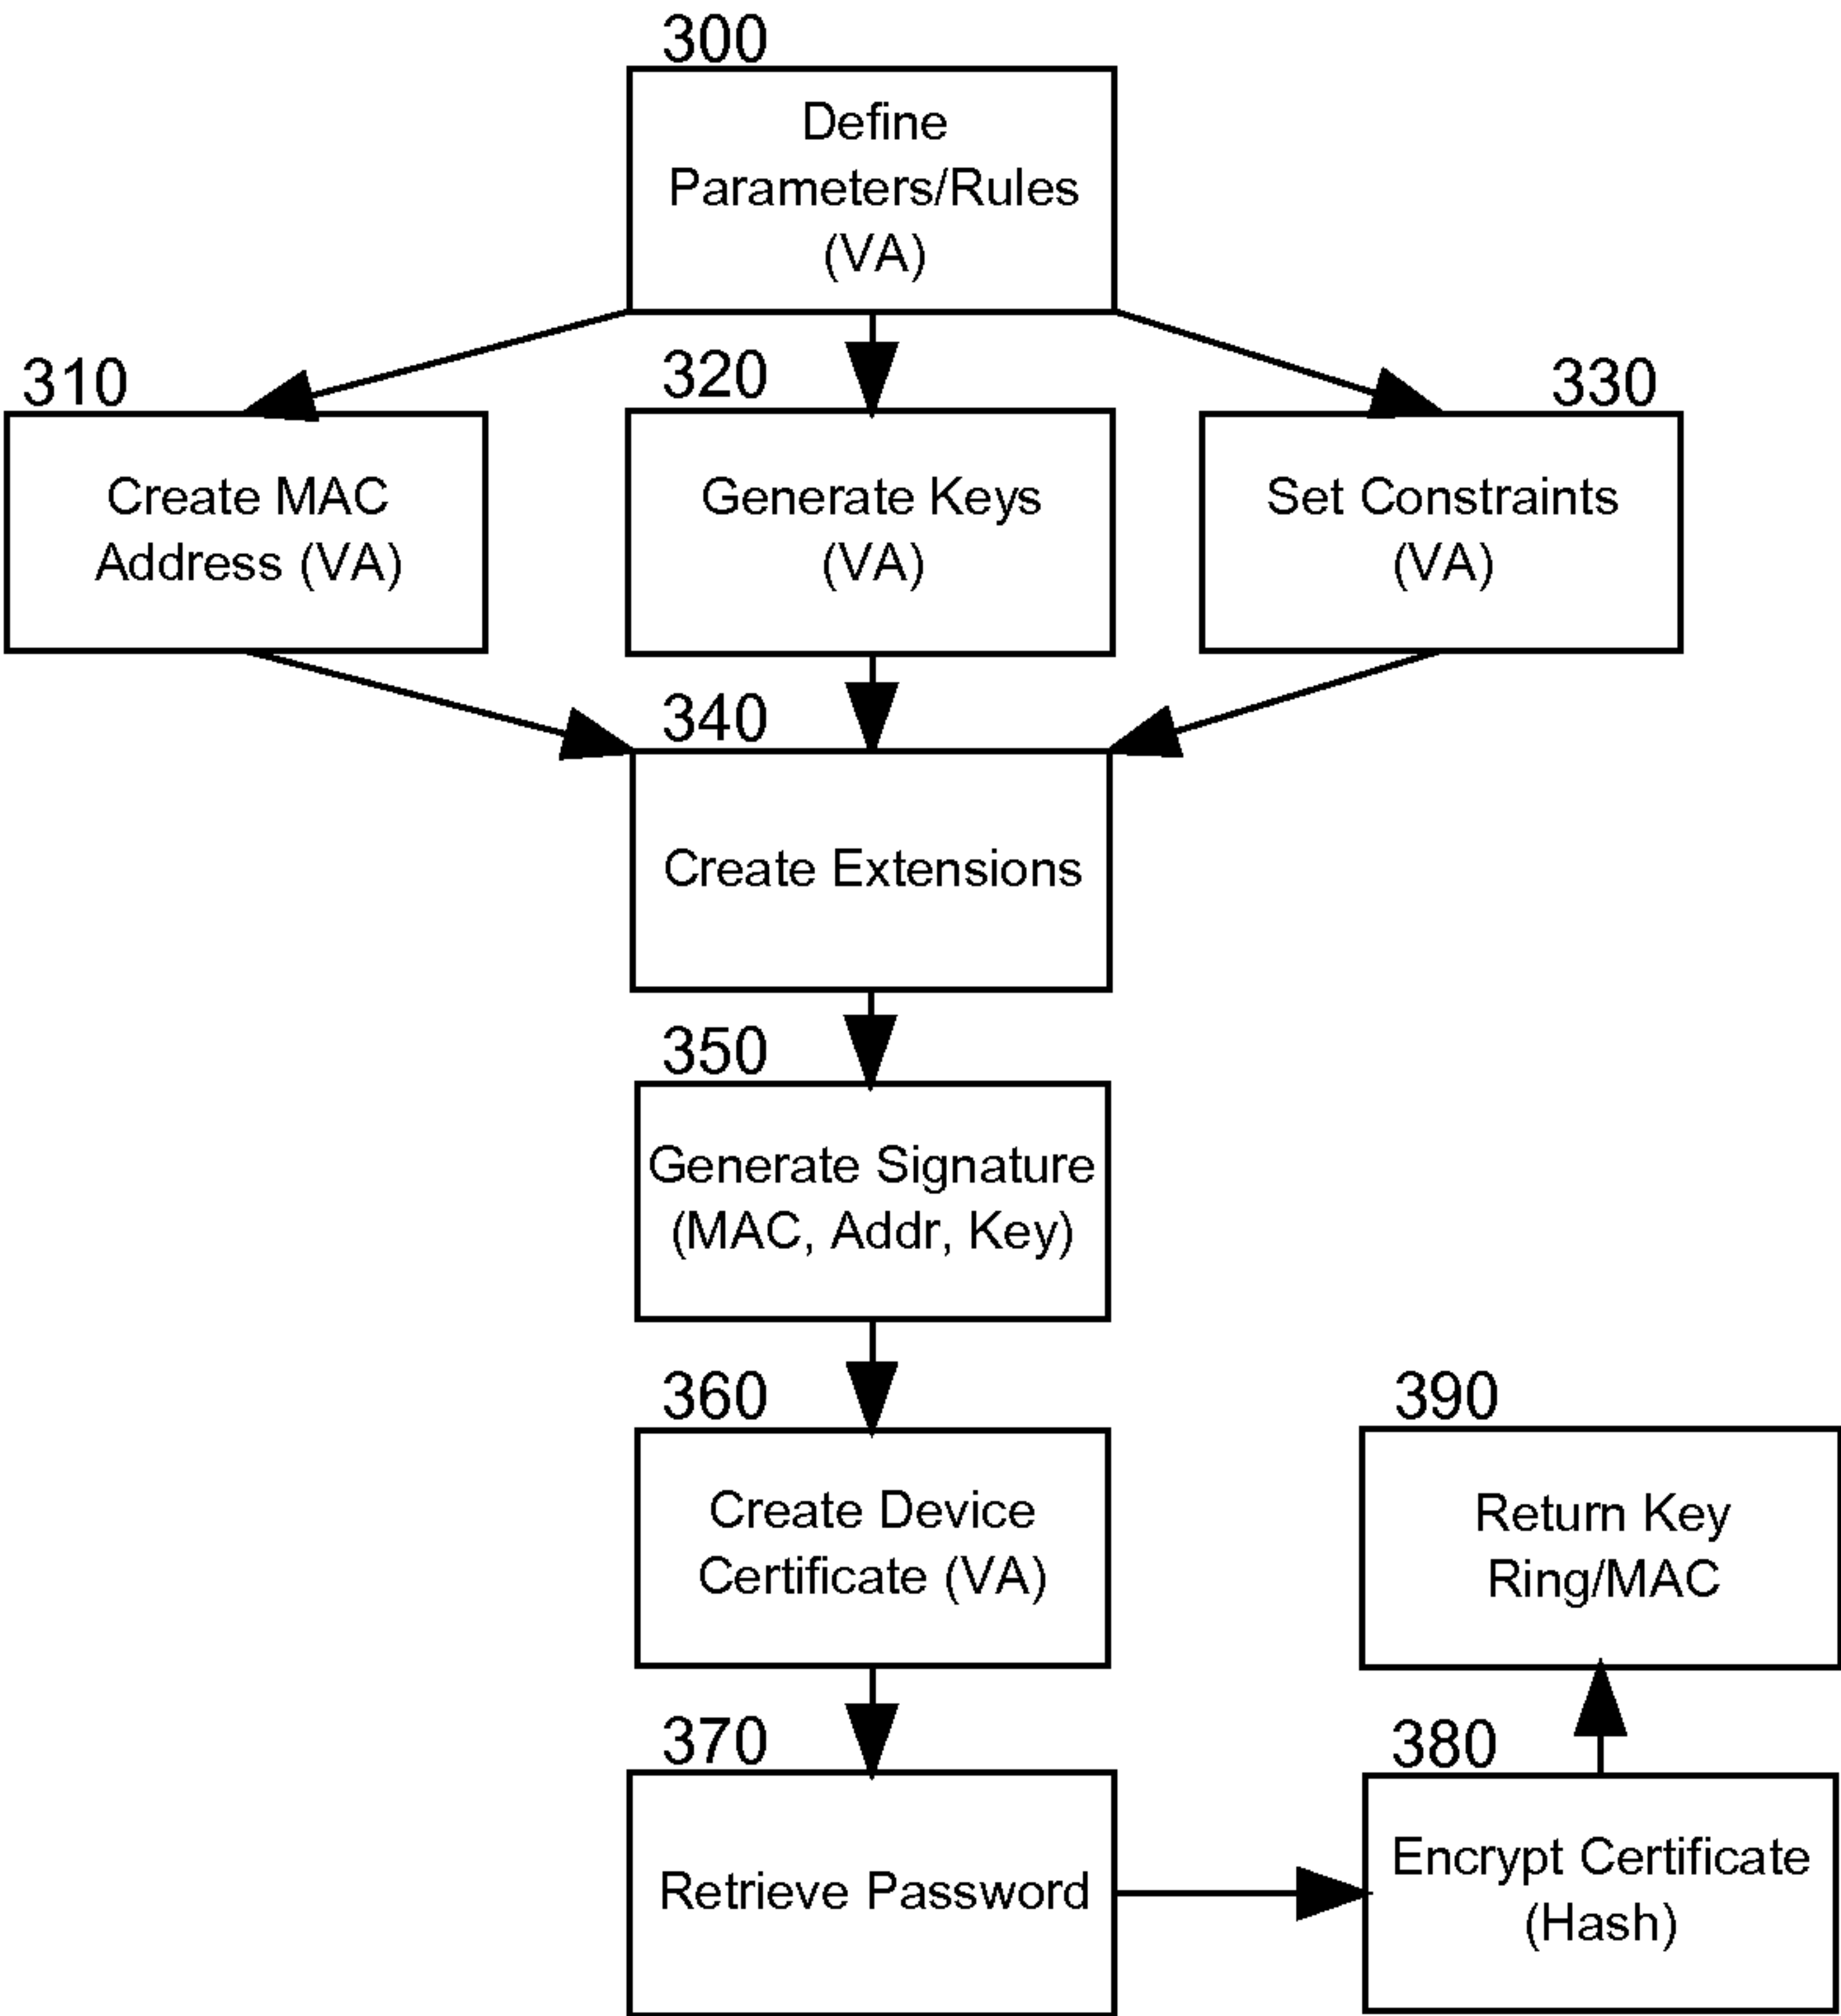 300
Define
Parameters/Rules
(VA)
310
Create MAC
Address (VA)
320
Generate Keys
(VA)
330
Set Constraints
(VA)
340
Create Extensions
350
Generate Signature
(MAC, Addr, Key)
360
Create Device
Certificate (VA)
370
Retrieve Password
380
Encrypt Certificate
(Hash)
390
Return Key
Ring/MAC